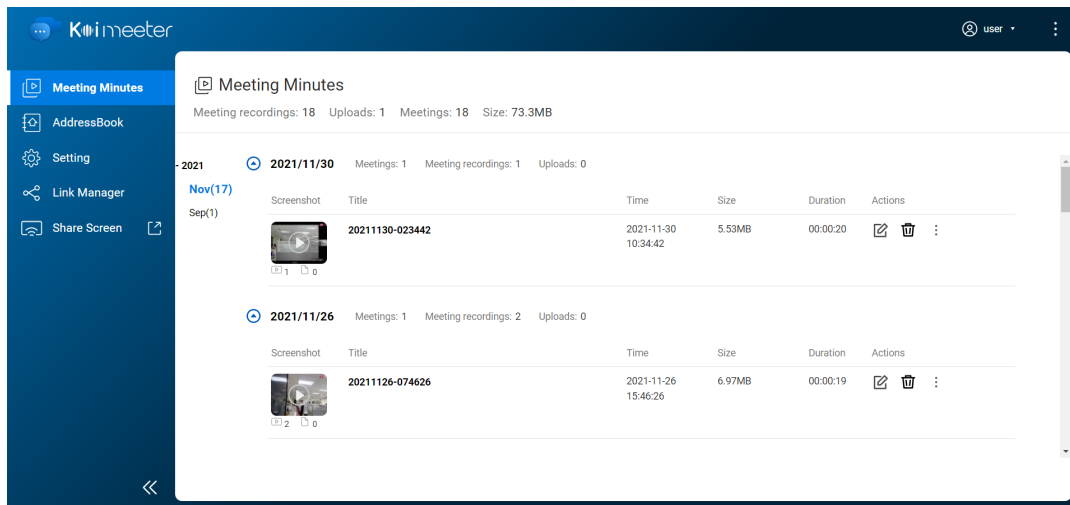 Koimeeter
user
Meeting Minutes
AddressBook
Setting
Link Manager
Share Screen
Meeting Minutes
Meeting recordings: 18 Uploads: 1 Meetings: 18 Size: 73.3MB
- 2021
Nov(17)
Sep(1)
2021/11/30 Meetings: 1 Meeting recordings: 1 Uploads: 0
Screenshot Title Time Size Duration Actions
20211130-023442 2021-11-30 5.53MB 00:00:20
10:34:42
1 0
2021/11/26 Meetings: 1 Meeting recordings: 2 Uploads: 0
Screenshot Title Time Size Duration Actions
20211126-074626 2021-11-26 6.97MB 00:00:19
15:46:26
2 0